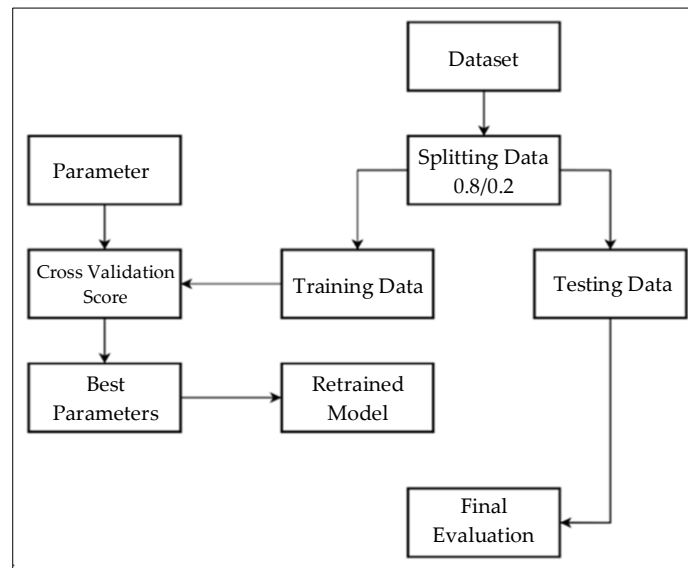 Dataset
Splitting Data
0.8/0.2
Parameter
Cross Validation
Score
Training Data
Testing Data
Best
Parameters
Retrained
Model
Final
Evaluation